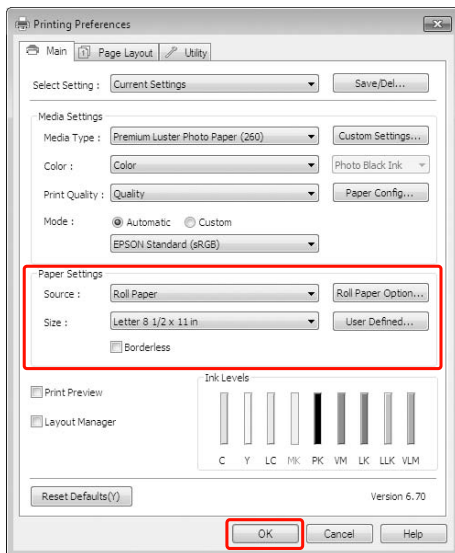 Printing Preferences
Main Page Layout Utility
Select Setting : Current Settings Save/Del...
Media Settings
Media Type : Premium Luster Photo Paper (260) Custom Settings...
Color : Color Photo Black Ink
Print Quality : Quality Paper Config...
Mode : Automatic Custom
EPSON Standard (sRGB)
Paper Settings
Source : Roll Paper Roll Paper Option...
Size : Letter 8 1/2 x 11 in User Defined...
Borderless
Print Preview
Ink Levels
Layout Manager
C Y LC MK PK VM LK LLK VLM
Reset Defaults(Y) Version 6.70
OK Cancel Help